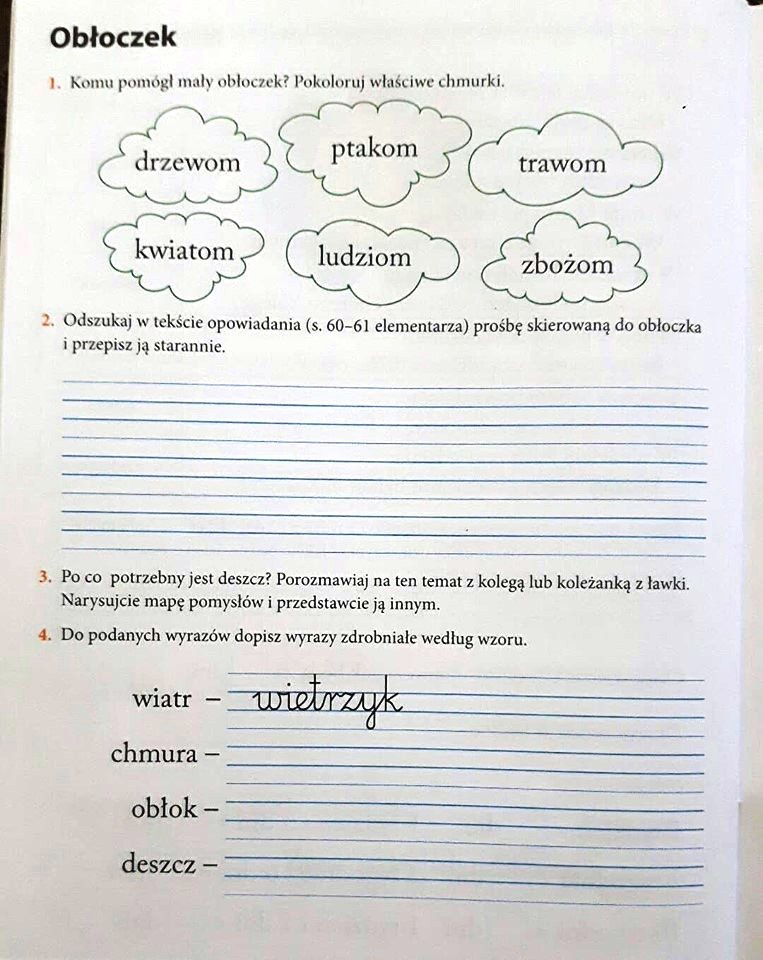 Obłoczek
1. Komu pomógł mały obłoczek? Pokoloruj właściwe chmurki.
drzewom
ptakom
trawom
kwiatom
ludziom
zbożom
2. Odszukaj w tekście opowiadania (s. 60–61 elementarza) prośbę skierowaną do obłoczka
i przepisz ją starannie.
3. Po co potrzebny jest deszcz? Porozmawiaj na ten temat z kolegą lub koleżanką z ławki.
Narysujcie mapę pomysłów i przedstawcie ją innym.
4. Do podanych wyrazów dopisz wyrazy zdrobniałe według wzoru.
wiatr – wietrzyk
chmura –
obłok –
deszcz –